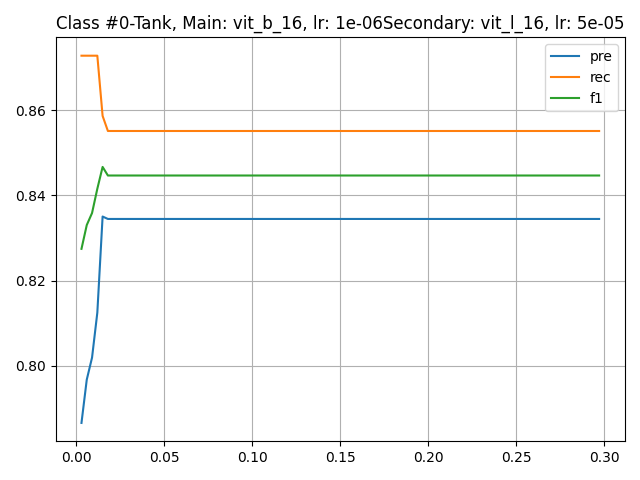 Class #0-Tank, Main: vit_b_16, lr: 1e-06Secondary: vit_l_16, lr: 5e-05
pre
rec
f1
0.86
0.84
0.82
0.80
0.00 0.05 0.10 0.15 0.20 0.25 0.30